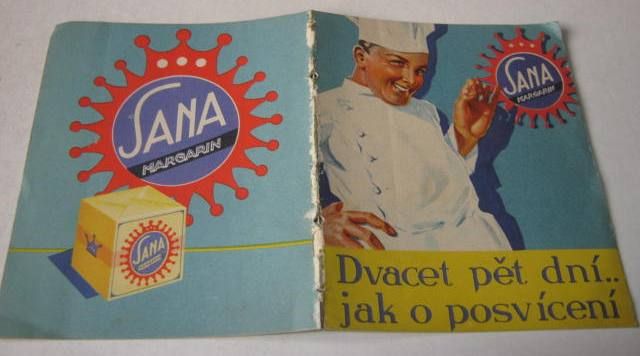 SANA
MARGARIN
SANA
SANA
MARGARIN
Dvacet pět dní..
jak o posvícení